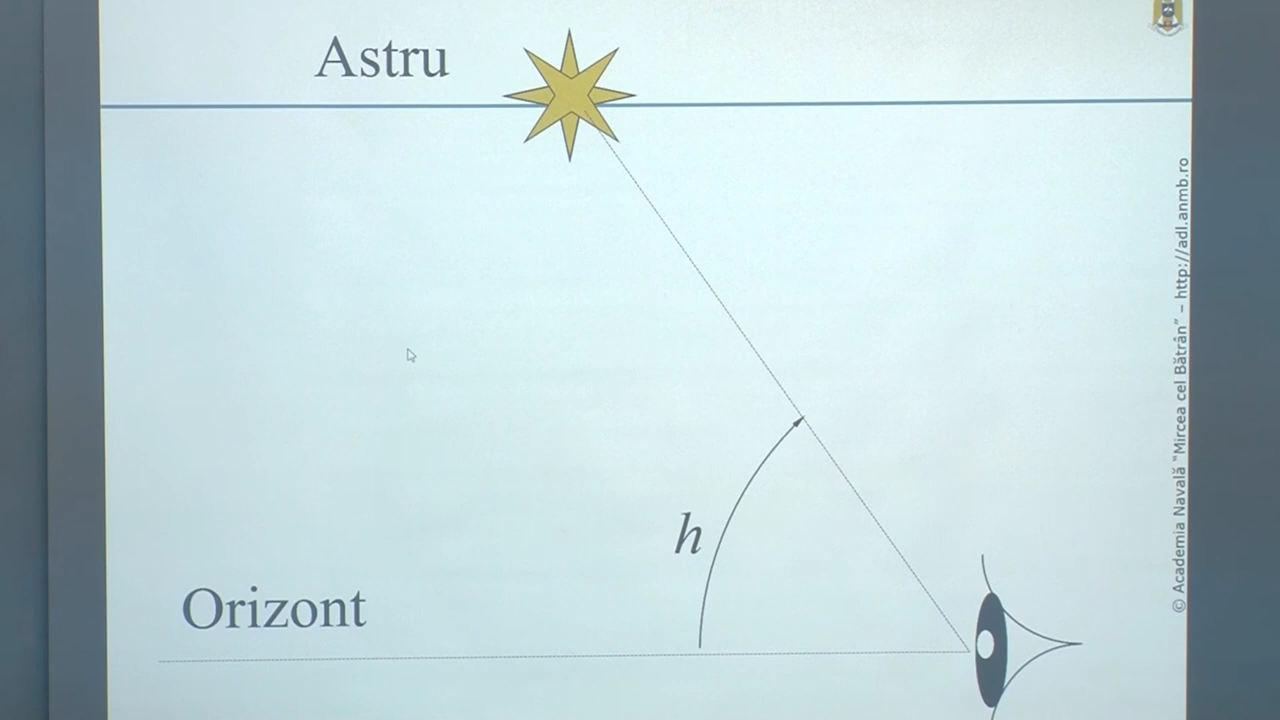 Astru
h
Orizont
© Academia Navală "Mircea cel Bătrân" – http://adl.anmb.ro